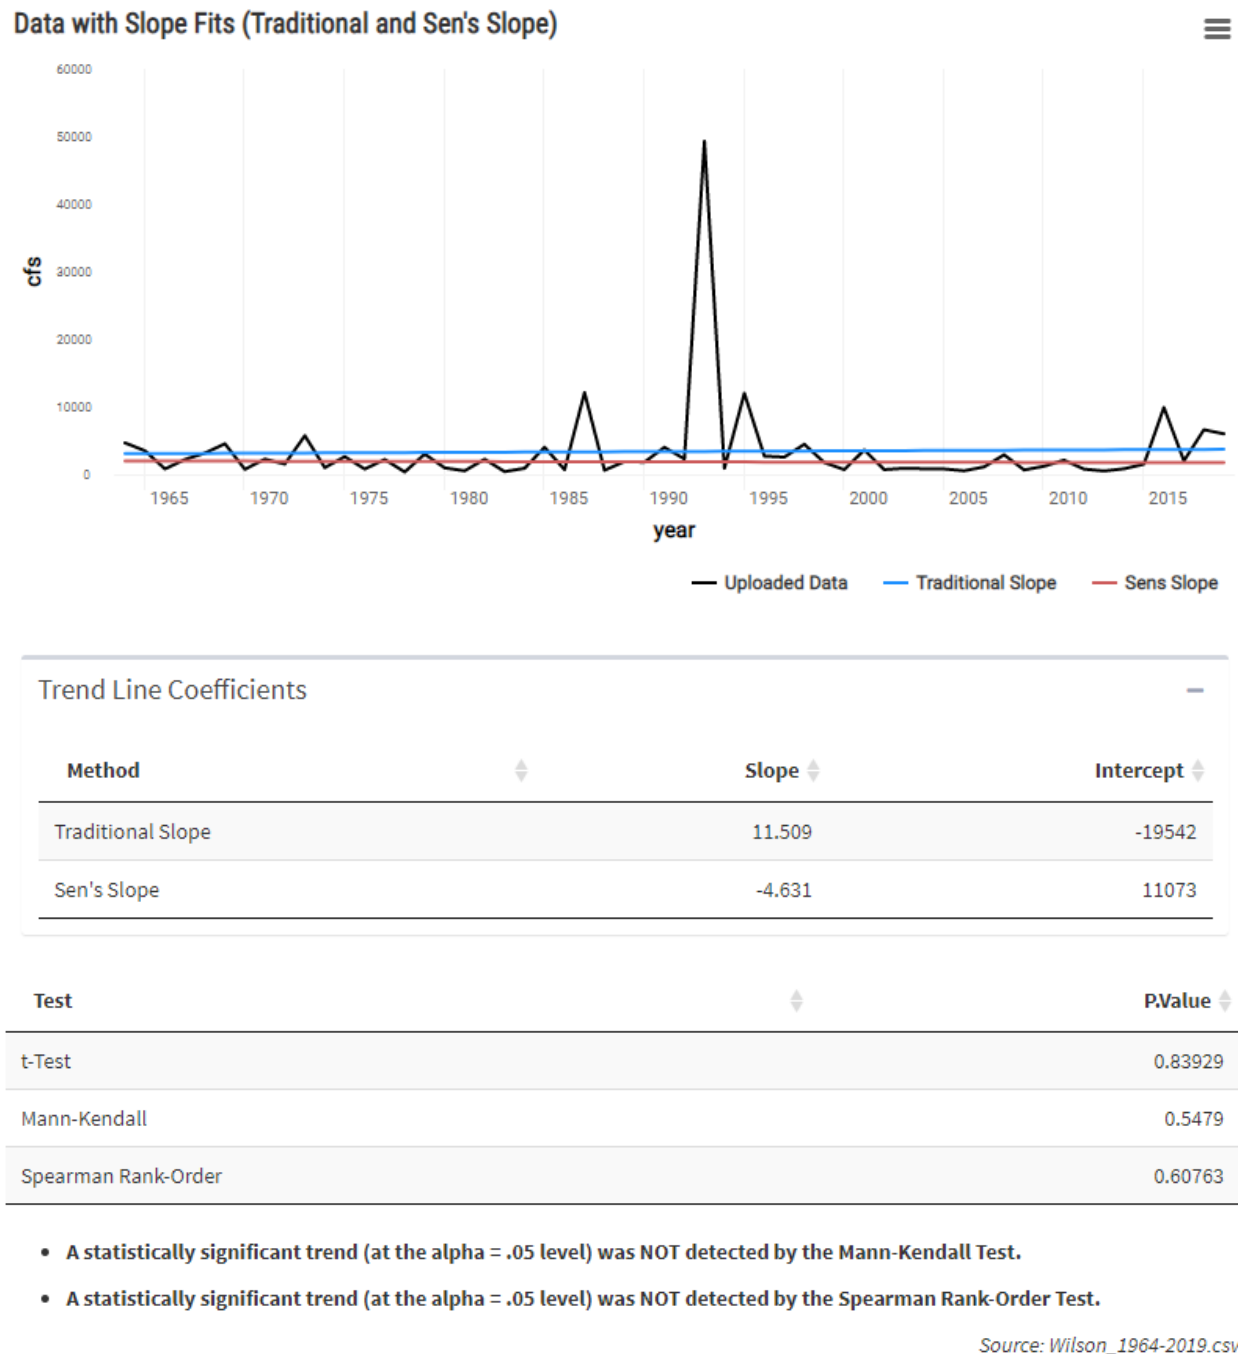 Data with Slope Fits (Traditional and Sen's Slope)
60000
50000
40000
30000
20000
10000
0
cfs
1965 1970 1975 1980 1985 1990 1995 2000 2005 2010 2015
year
Uploaded Data Traditional Slope Sens Slope
Trend Line Coefficients
Method Slope Intercept
Traditional Slope 11.509 -19542
Sen's Slope -4.631 11073
Test P.Value
t-Test 0.83929
Mann-Kendall 0.5479
Spearman Rank-Order 0.60763
• A statistically significant trend (at the alpha = .05 level) was NOT detected by the Mann-Kendall Test.
• A statistically significant trend (at the alpha = .05 level) was NOT detected by the Spearman Rank-Order Test.
Source: Wilson_1964-2019.csv